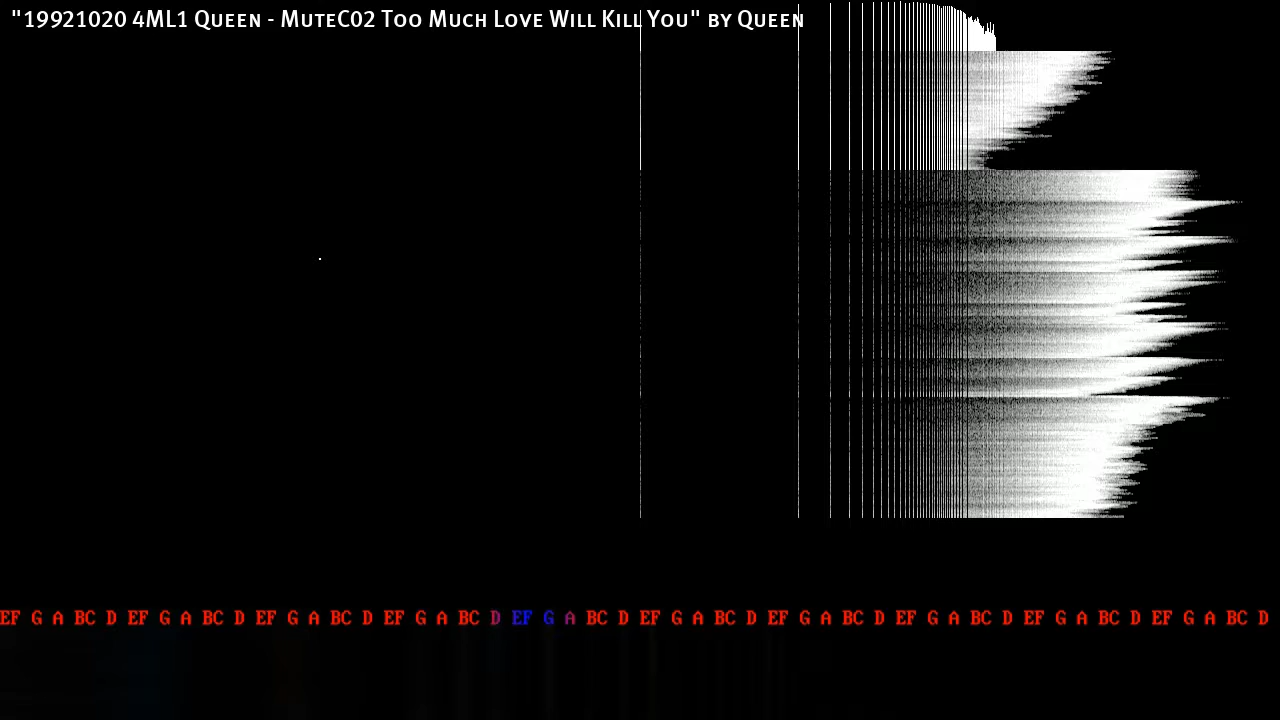 "19921020 4ML1 Queen - MuteC02 Too Much Love Will Kill You" by Queen
EF G A BC D EF G A BC D EF G A BC D EF G A BC D EF G A BC D EF G A BC D EF G A BC D EF G A BC D EF G A BC D EF G A BC D